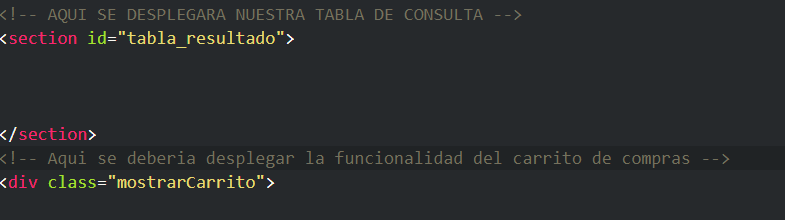 <!-- AQUI SE DESPLEGARA NUESTRA TABLA DE CONSULTA -->
<section id="tabla_resultado">
</section>
<!-- Aqui se deberia desplegar la funcionalidad del carrito de compras -->
<div class="mostrarCarrito">